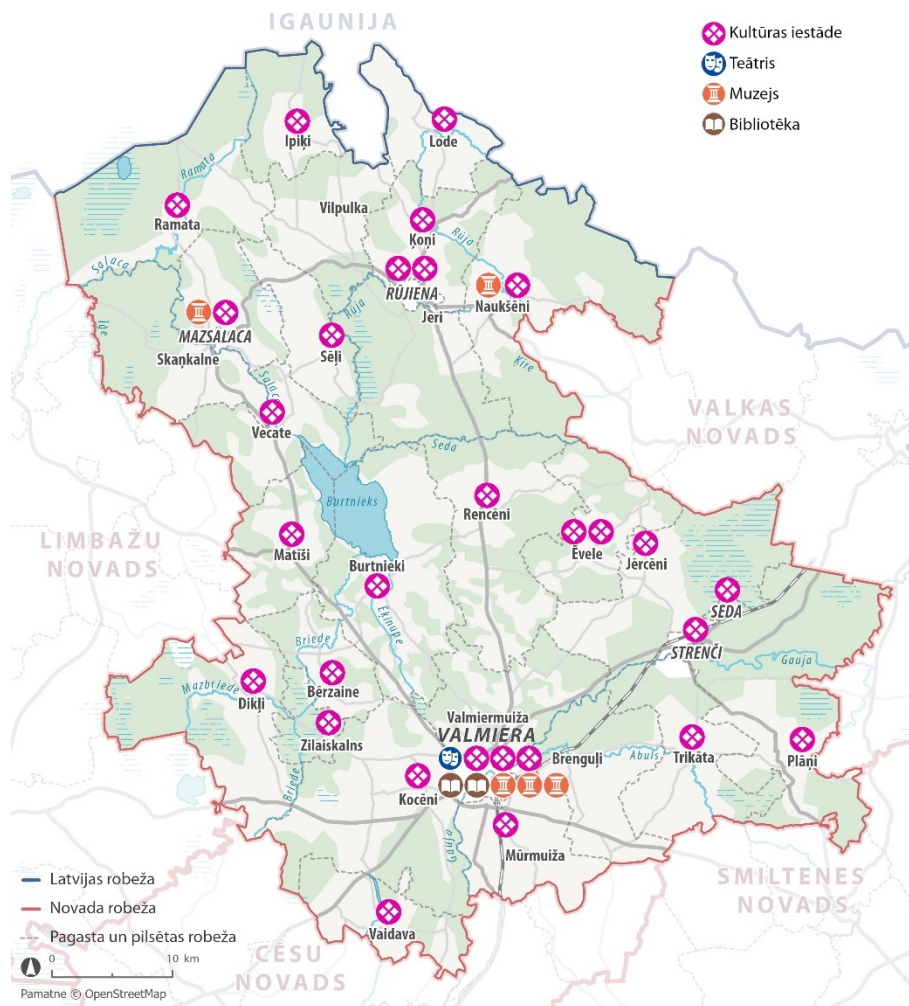 IGAUNIJA
Kultūras iestāde
Teātris
Muzejs
Bibliotēka
Ipiķi
Lode
Ramata
Ramata
Vilpulka
Ķoņi
Rūja
Salaca
RŪJIENA
Naukšēni
Jeri
Rūja
Iģe
MAZSALACA
Sēļi
Skaņkalne
Ķire
Salaca
VALKAS
NOVADS
Vecate
Seda
Burtnieks
Rencēni
LIMBAŽU
NOVADS
Matīši
Ēvele
Jērcēni
Burtnieki
SEDA
Eķinupe
STRENČI
Briede
Gauja
Mazbriede
Dikļi
Bērzaine
Valmiermuiža
VALMIERA
Zilaiskalns
Brenguļi
Abuls
Trikāta
Plāņi
Briede
Kocēni
Gauja
Mūrmuiža
SMILTENES
NOVADS
Vaidava
CĒSU
NOVADS
Latvijas robeža
Novada robeža
Pagasta un pilsētas robeža
0 10 km
Pamatne © OpenStreetMap